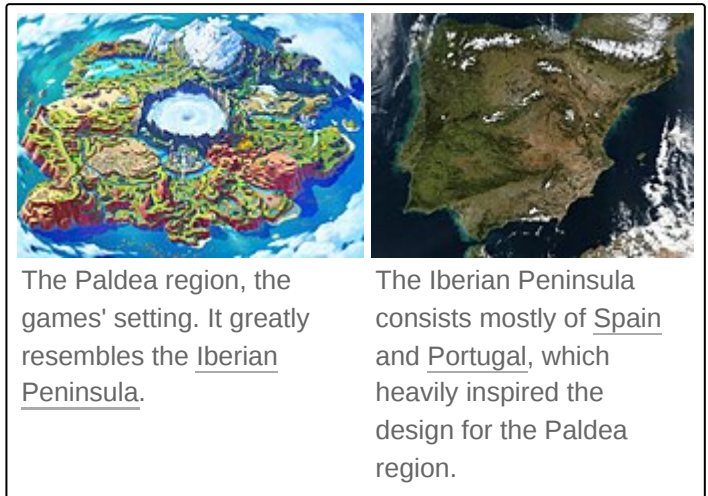 The Paldea region, the
games' setting. It greatly
resembles the Iberian
Peninsula.
The Iberian Peninsula
consists mostly of Spain
and Portugal, which
heavily inspired the
design for the Paldea
region.